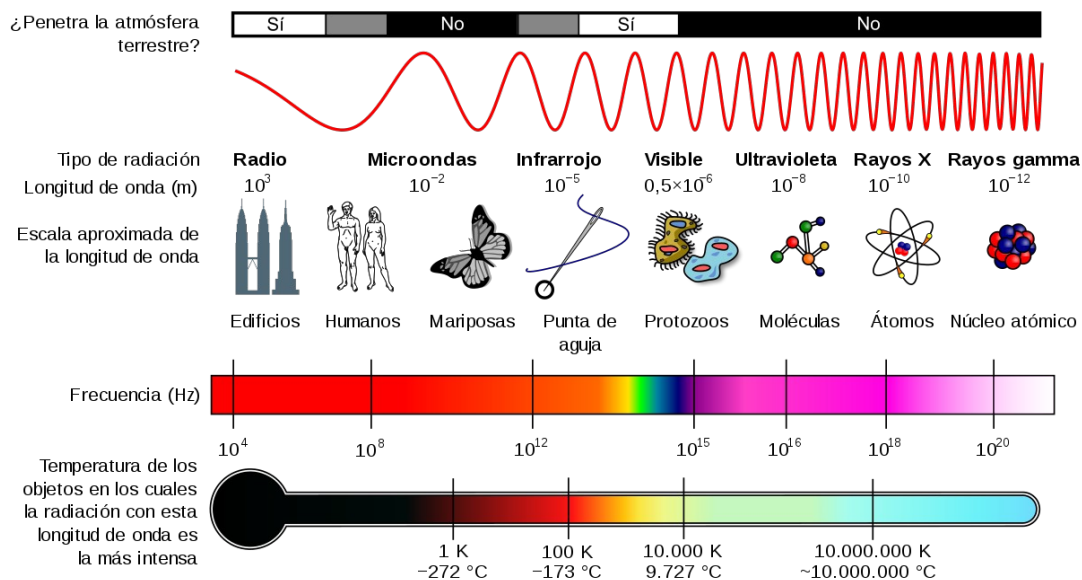 ¿Penetra la atmósfera
terrestre?
Sí No Sí No
Tipo de radiación Radio Microondas Infrarrojo Visible Ultravioleta Rayos X Rayos gamma
Longitud de onda (m) 10³ 10⁻² 10⁻⁵ 0,5×10⁻⁶ 10⁻⁸ 10⁻¹⁰ 10⁻¹²
Escala aproximada de
la longitud de onda
Edificios Humanos Mariposas Punta de Protozoos Moléculas Átomos Núcleo atómico
aguja
Frecuencia (Hz)
10⁴ 10⁸ 10¹² 10¹⁵ 10¹⁶ 10¹⁸ 10²⁰
Temperatura de los
objetos en los cuales
la radiación con esta
longitud de onda es
la más intensa
1 K 100 K 10.000 K 10.000.000 K
−272 °C −173 °C 9.727 °C ~10.000.000 °C